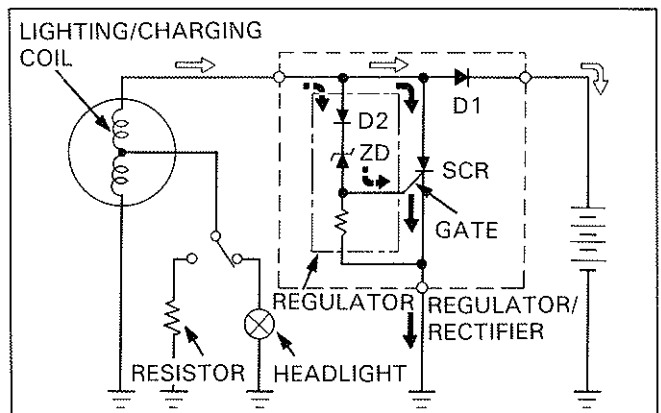 LIGHTING/CHARGING
COIL
D1
D2
ZD
SCR
GATE
REGULATOR
REGULATOR/
RECTIFIER
RESISTOR
HEADLIGHT